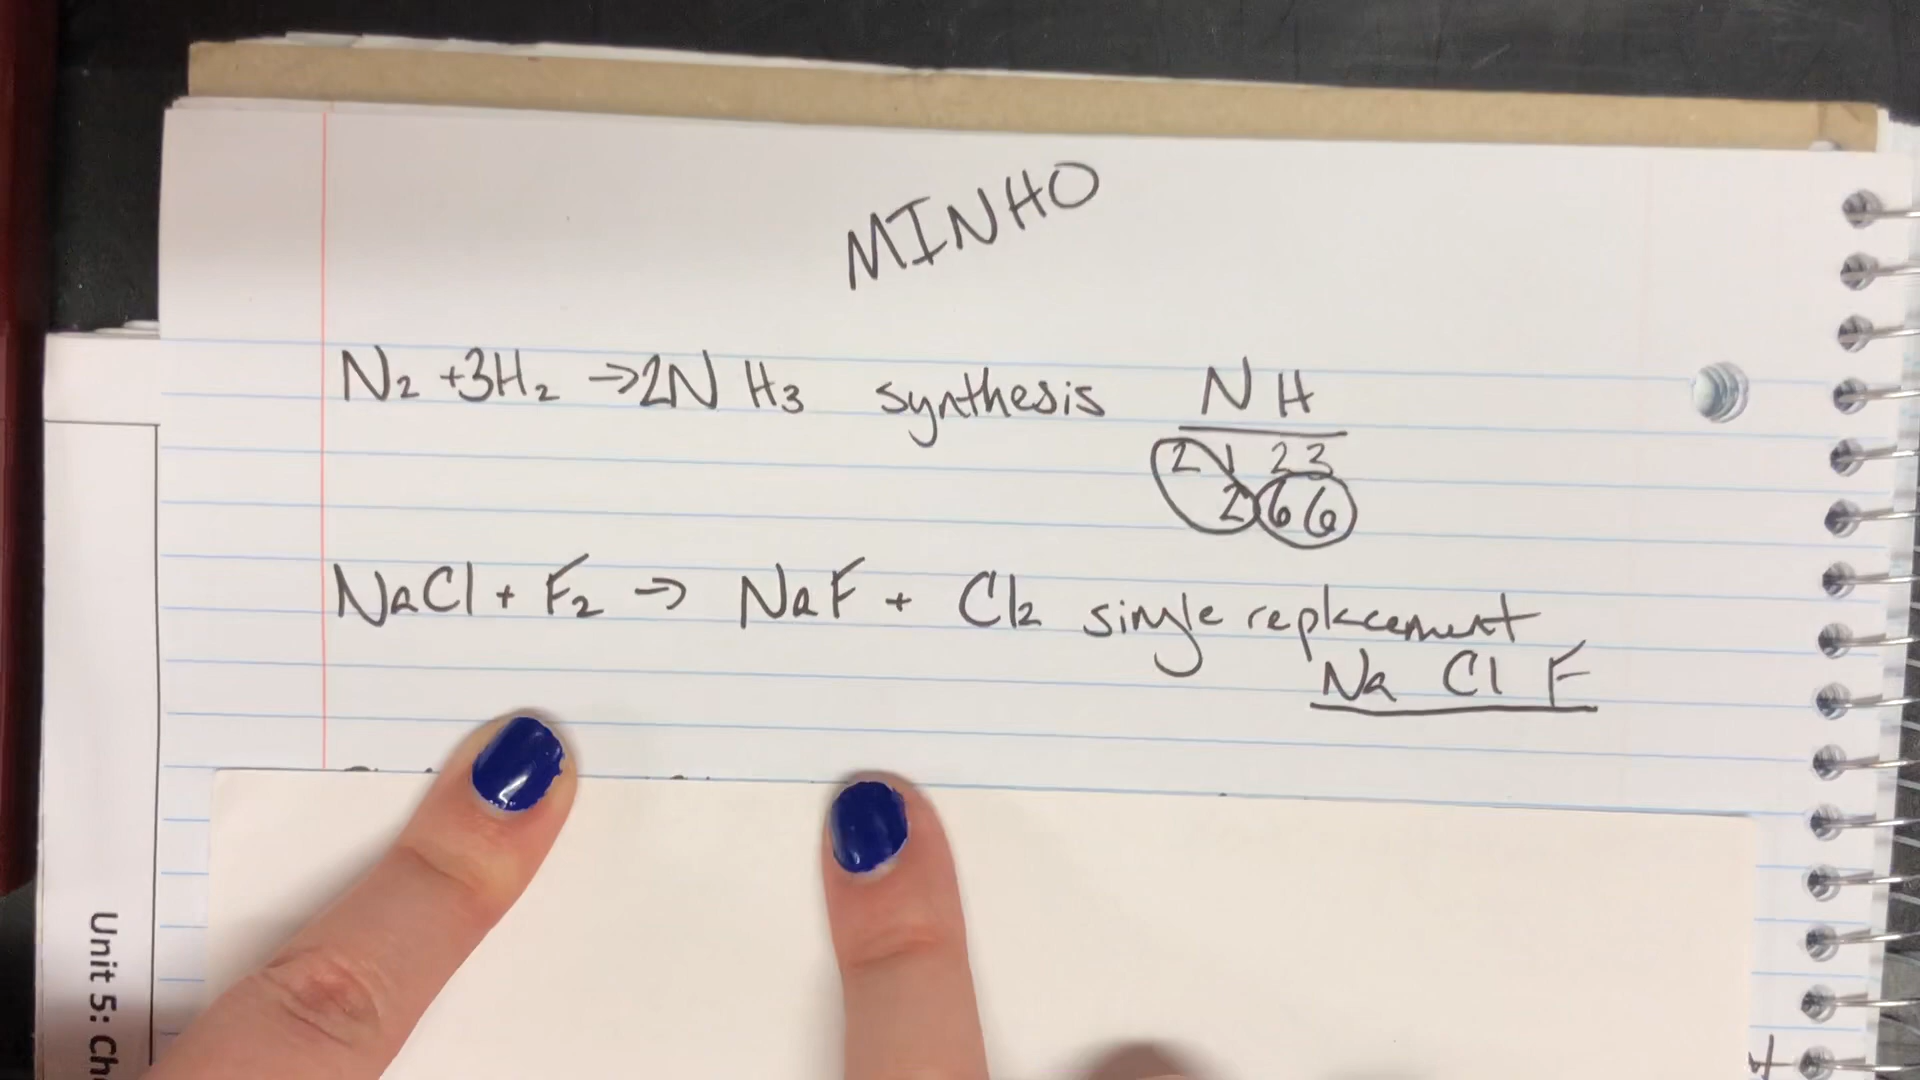 MINHO
N2 +3H2 →2NH3 synthesis N H
2 1 2 3
2 6 6
NaCl + F2 → NaF + Cl2 single replacement
Na Cl F
Unit 5: Ch